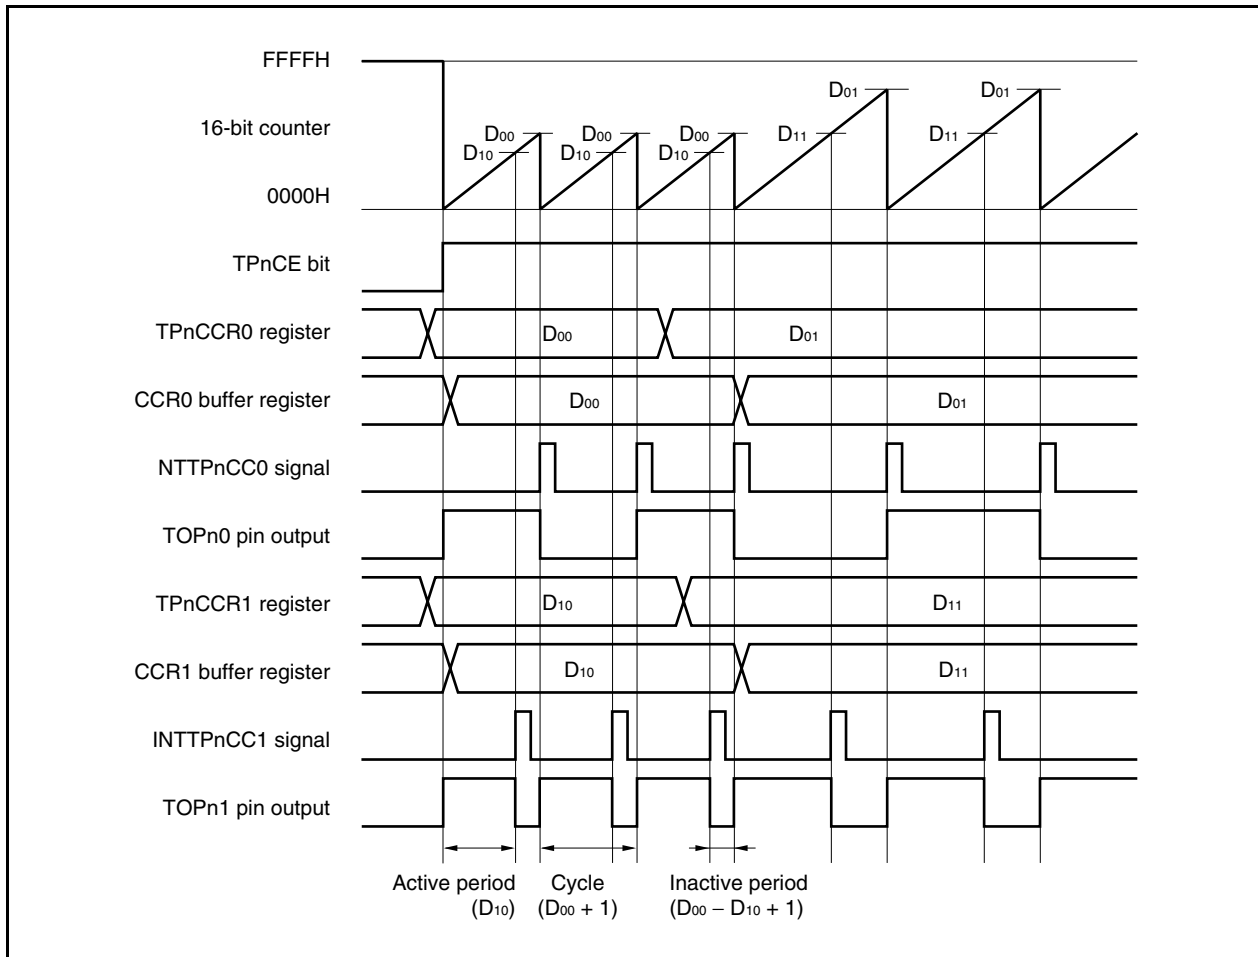 FFFFH
D01 D01
16-bit counter D00 D00 D00 D11 D11
D10 D10 D10
0000H
TPnCE bit
TPnCCR0 register D00 D01
CCR0 buffer register D00 D01
NTTPnCC0 signal
TOPn0 pin output
TPnCCR1 register D10 D11
CCR1 buffer register D10 D11
INTTPnCC1 signal
TOPn1 pin output
Active period Cycle Inactive period
(D10) (D00 + 1) (D00 − D10 + 1)